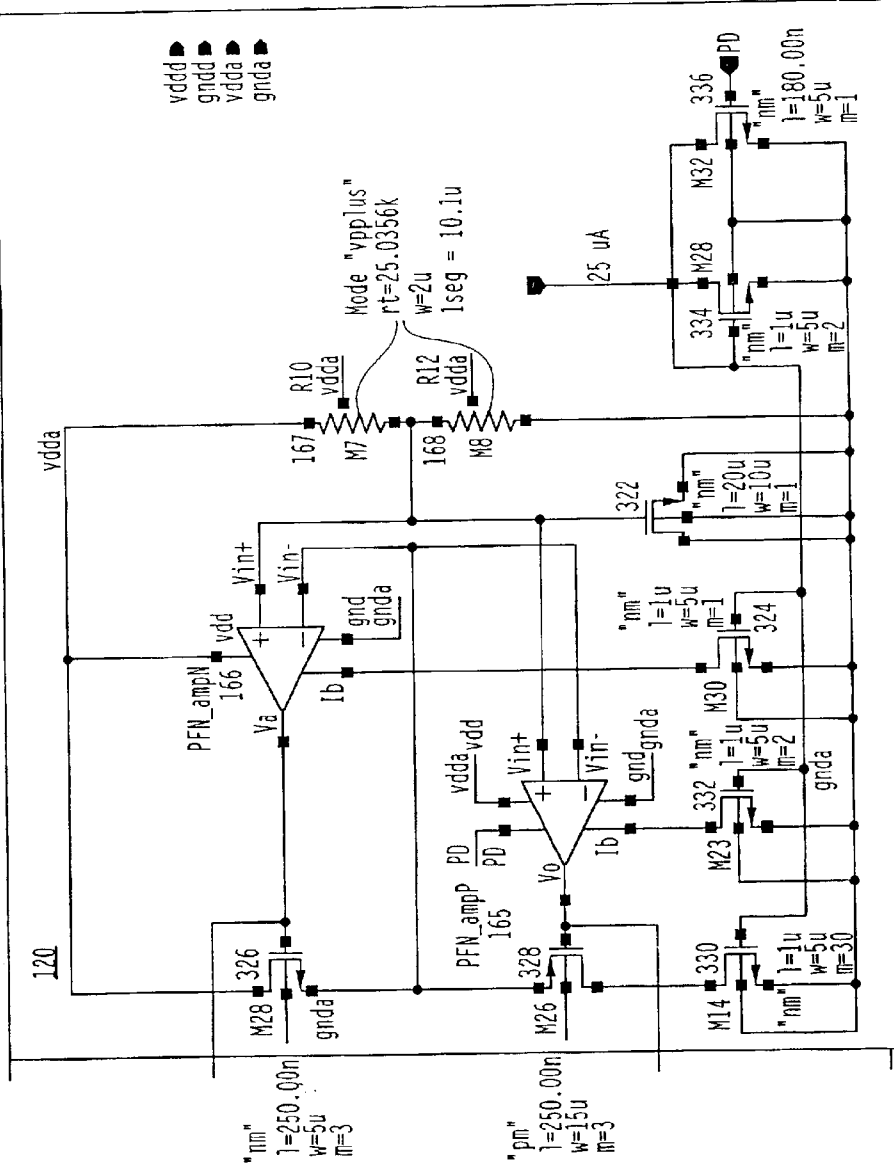 120
vdda
vddd
gndd
vdda
gnda
PFN_ampN
166
vdd
Vin+
Vin-
+
−
Va
Ib
gnd
gnda
167
R10
vdda
M7
168
R12
vdda
M8
Mode "vpplus"
rt=25.0356k
w=2u
lseg = 10.1u
"nm"
l=250.00n
w=5u
m=3
M28
326
gnda
"pm"
l=250.00n
w=15u
m=3
M26
328
PFN_ampP
165
PD
PD
vdda
vdd
Vin+
Vin-
+
−
Vo
Ib
gnd
gnda
M14
330
"nm"
l=1u
w=5u
m=30
M23
332
"nm"
l=1u
w=5u
m=2
gnda
M30
324
"nm"
l=1u
w=5u
m=1
322
"nm"
l=20u
w=10u
m=1
25 uA
334
M28
"nm"
l=1u
w=5u
m=2
M32
336
PD
"nm"
l=180.00n
w=5u
m=1